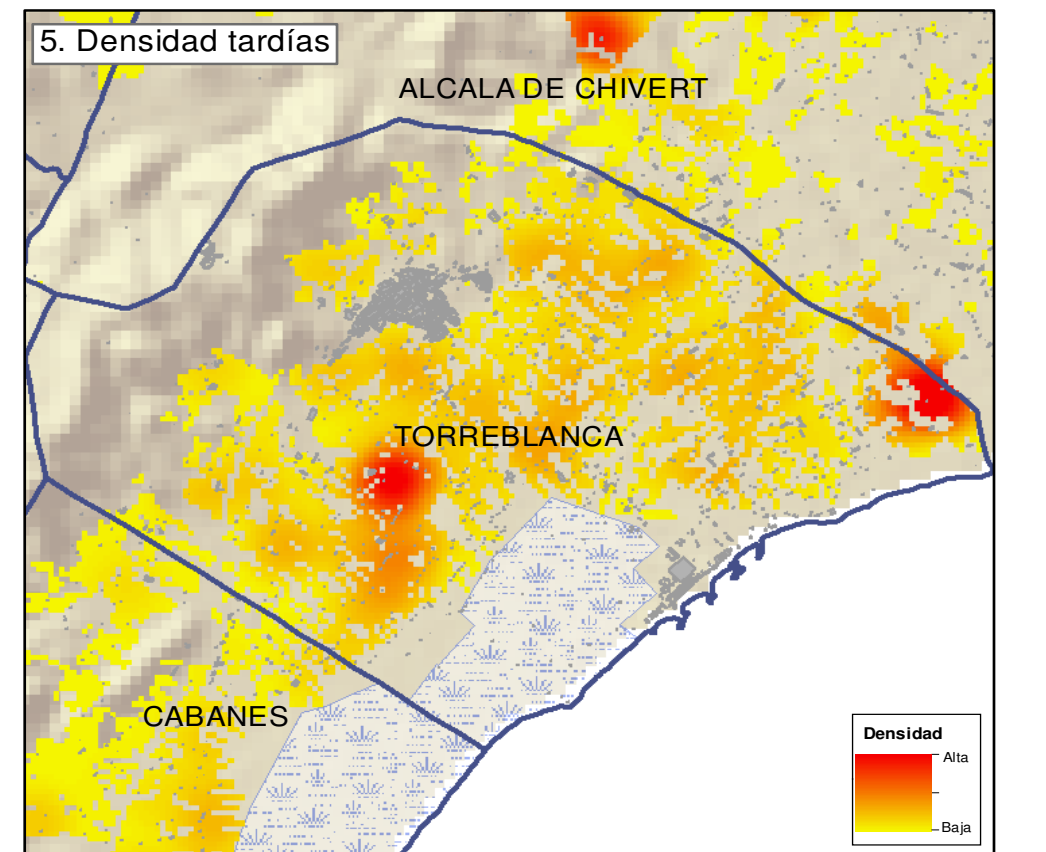 5. Densidad tardías
ALCALA DE CHIVERT
TORREBLANCA
CABANES
Densidad
Alta
Baja